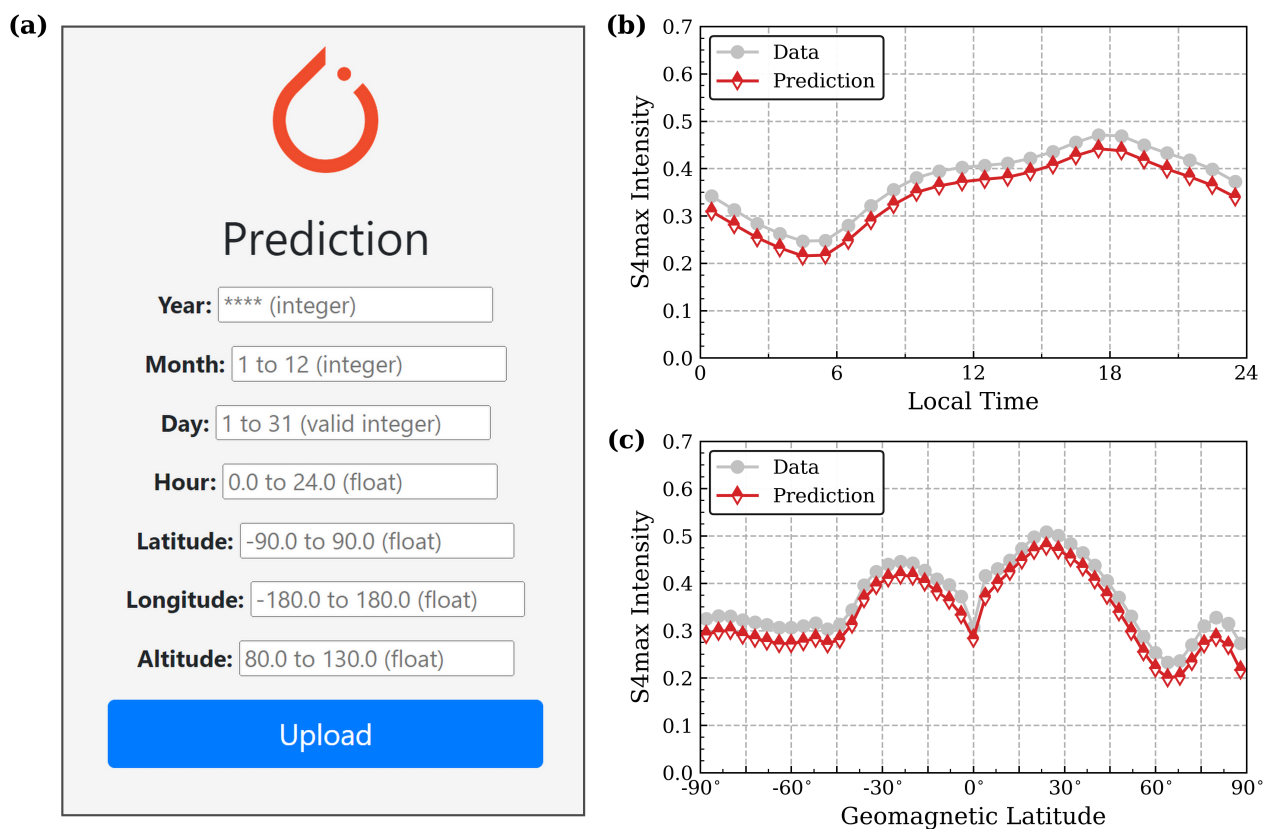 (a)
Prediction
Year: **** (integer)
Month: 1 to 12 (integer)
Day: 1 to 31 (valid integer)
Hour: 0.0 to 24.0 (float)
Latitude: -90.0 to 90.0 (float)
Longitude: -180.0 to 180.0 (float)
Altitude: 80.0 to 130.0 (float)
Upload
(b)
S4max Intensity
0.7
0.6
0.5
0.4
0.3
0.2
0.1
0.0
Data
Prediction
0 6 12 18 24
Local Time
(c)
S4max Intensity
0.7
0.6
0.5
0.4
0.3
0.2
0.1
0.0
Data
Prediction
-90° -60° -30° 0° 30° 60° 90°
Geomagnetic Latitude